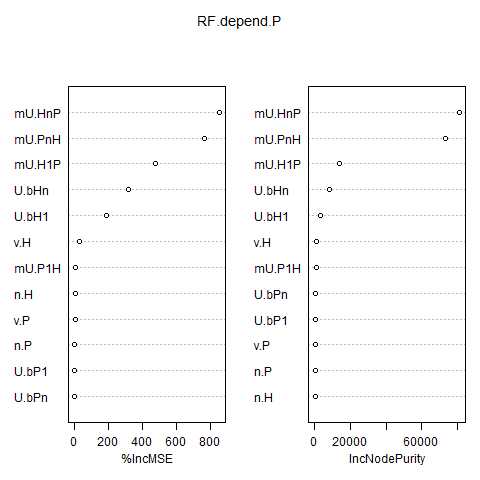 RF.depend.P
mU.HnP
mU.PnH
mU.H1P
U.bHn
U.bH1
v.H
mU.P1H
n.H
v.P
n.P
U.bP1
U.bPn
0 200 400 600 800
%IncMSE
mU.HnP
mU.PnH
mU.H1P
U.bHn
U.bH1
v.H
mU.P1H
U.bPn
U.bP1
v.P
n.P
n.H
0 20000 60000
IncNodePurity